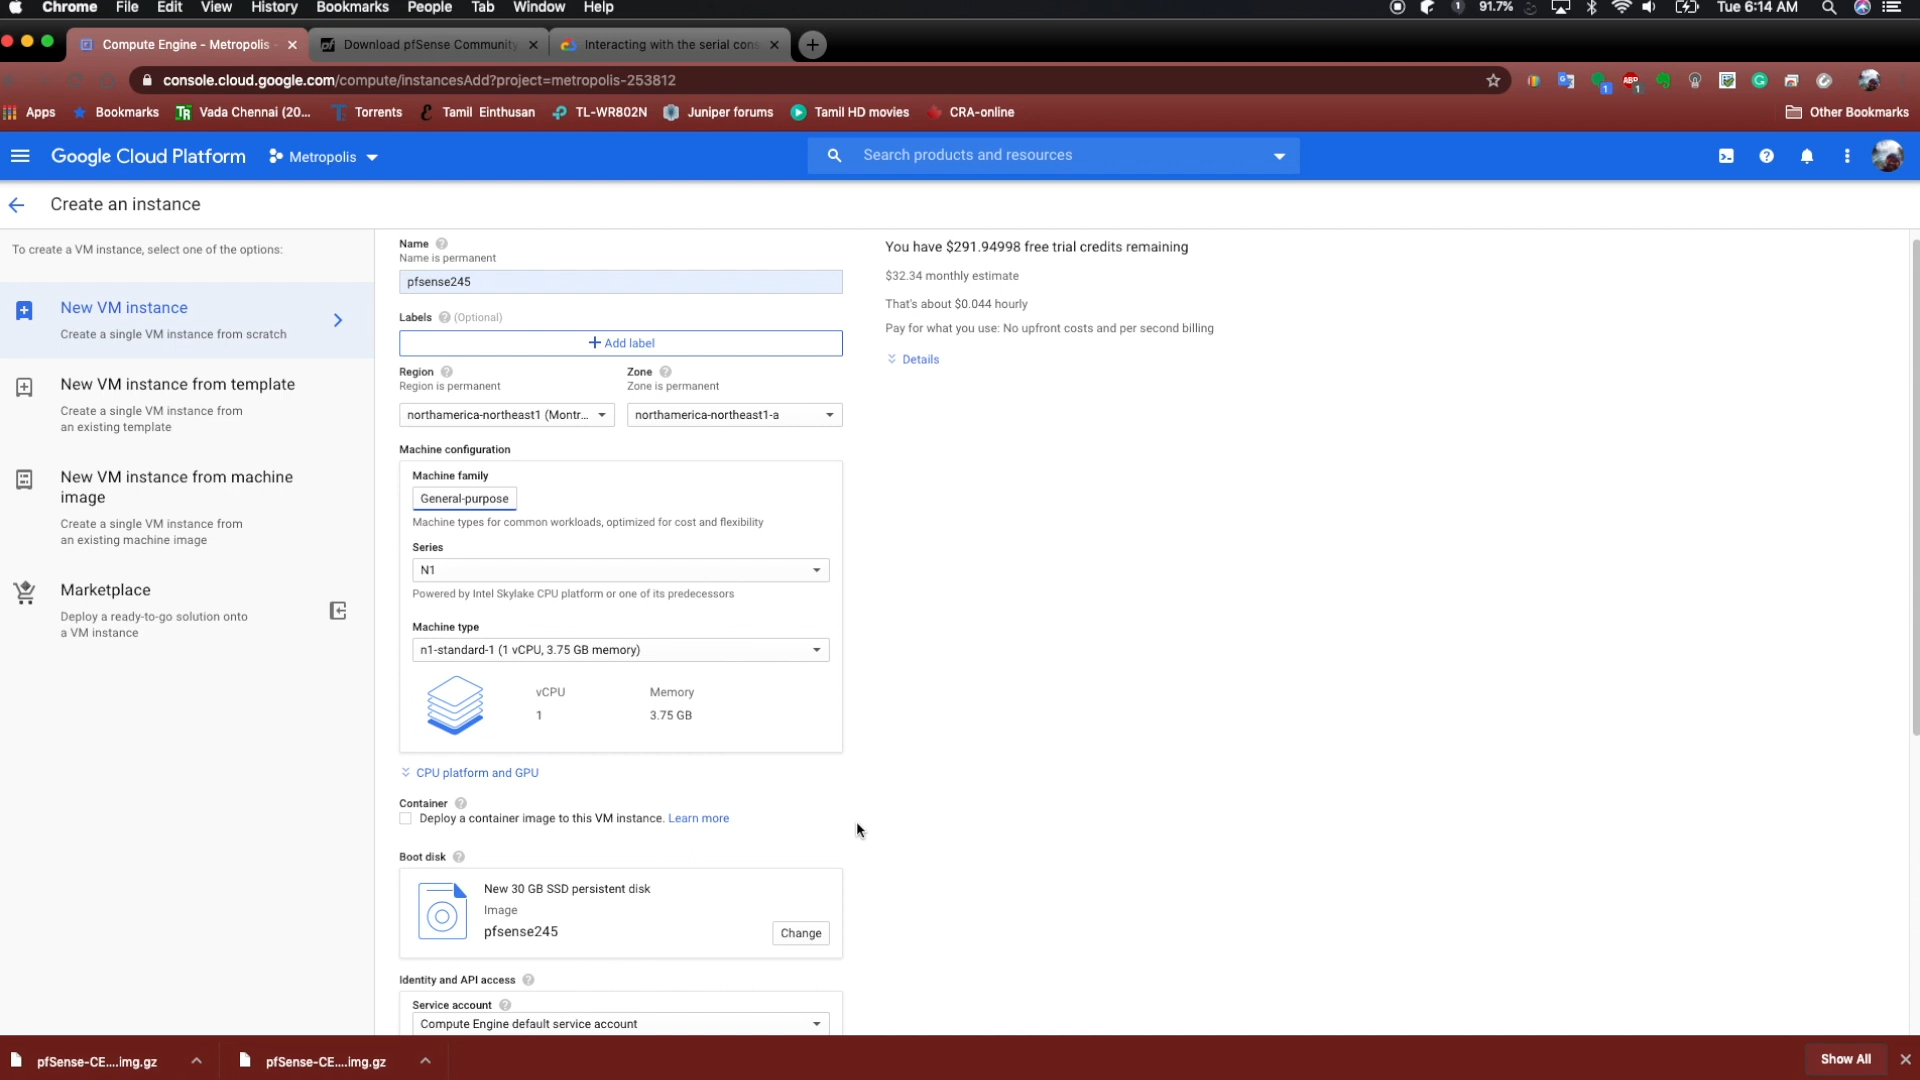 Chrome File Edit View History Bookmarks People Tab Window Help 1 91.7% Tue 6:14 AM
Compute Engine - Metropolis Download pfSense Community Interacting with the serial cons
console.cloud.google.com/compute/instancesAdd?project=metropolis-253812
Apps Bookmarks Vada Chennai (20... Torrents Tamil Einthusan TL-WR802N Juniper forums Tamil HD movies CRA-online Other Bookmarks
Google Cloud Platform Metropolis Search products and resources
Create an instance
To create a VM instance, select one of the options:
New VM instance
Create a single VM instance from scratch
New VM instance from template
Create a single VM instance from
an existing template
New VM instance from machine
image
Create a single VM instance from
an existing machine image
Marketplace
Deploy a ready-to-go solution onto
a VM instance
Name
Name is permanent
pfsense245
Labels (Optional)
Add label
Region Zone
Region is permanent Zone is permanent
northamerica-northeast1 (Montr... northamerica-northeast1-a
Machine configuration
Machine family
General-purpose
Machine types for common workloads, optimized for cost and flexibility
Series
N1
Powered by Intel Skylake CPU platform or one of its predecessors
Machine type
n1-standard-1 (1 vCPU, 3.75 GB memory)
vCPU Memory
1 3.75 GB
CPU platform and GPU
Container
Deploy a container image to this VM instance. Learn more
Boot disk
New 30 GB SSD persistent disk
Image
pfsense245
Change
Identity and API access
Service account
Compute Engine default service account
You have $291.94998 free trial credits remaining
$32.34 monthly estimate
That's about $0.044 hourly
Pay for what you use: No upfront costs and per second billing
Details
pfSense-CE....img.gz pfSense-CE....img.gz Show All